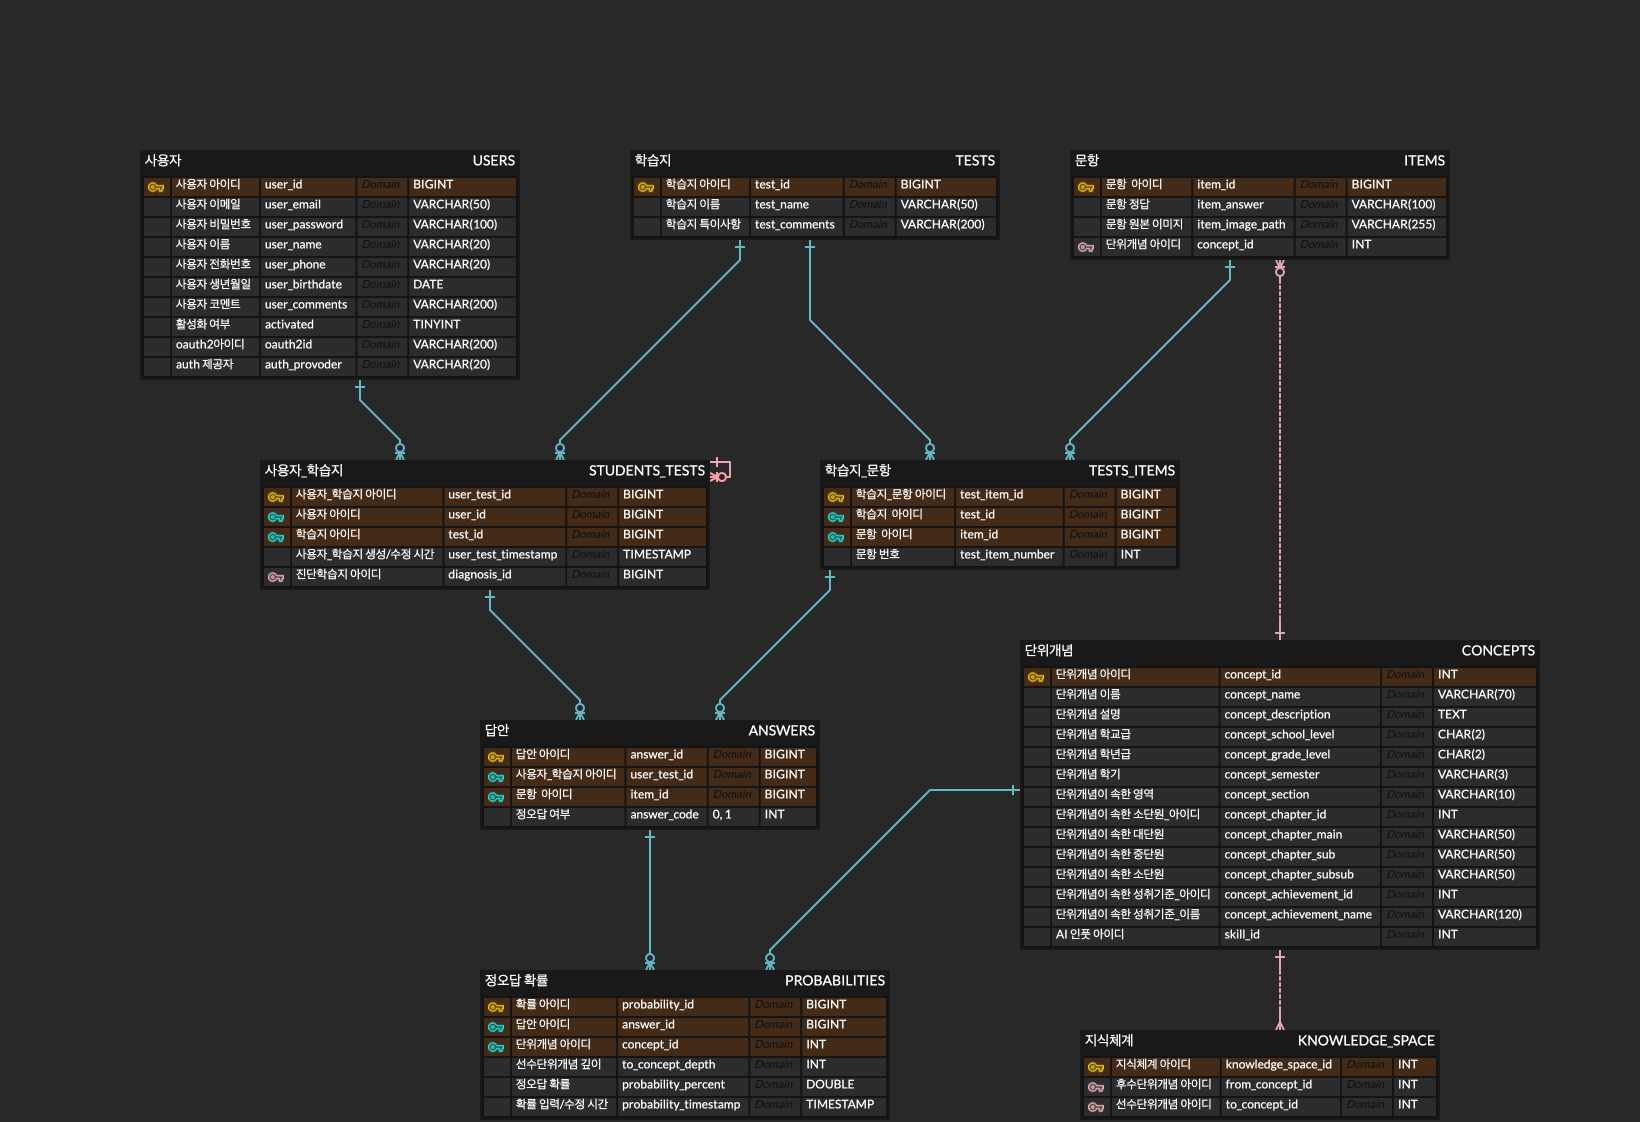 사용자 USERS
사용자 아이디 user_id Domain BIGINT
사용자 이메일 user_email Domain VARCHAR(50)
사용자 비밀번호 user_password Domain VARCHAR(100)
사용자 이름 user_name Domain VARCHAR(20)
사용자 전화번호 user_phone Domain VARCHAR(20)
사용자 생년월일 user_birthdate Domain DATE
사용자 코멘트 user_comments Domain VARCHAR(200)
활성화 여부 activated Domain TINYINT
oauth2아이디 oauth2id Domain VARCHAR(200)
auth 제공자 auth_provoder Domain VARCHAR(20)
학습지 TESTS
학습지 아이디 test_id Domain BIGINT
학습지 이름 test_name Domain VARCHAR(50)
학습지 특이사항 test_comments Domain VARCHAR(200)
문항 ITEMS
문항 아이디 item_id Domain BIGINT
문항 정답 item_answer Domain VARCHAR(100)
문항 원본 이미지 item_image_path Domain VARCHAR(255)
단위개념 아이디 concept_id Domain INT
사용자_학습지 STUDENTS_TESTS
사용자_학습지 아이디 user_test_id Domain BIGINT
사용자 아이디 user_id Domain BIGINT
학습지 아이디 test_id Domain BIGINT
사용자_학습지 생성/수정 시간 user_test_timestamp Domain TIMESTAMP
진단학습지 아이디 diagnosis_id Domain BIGINT
학습지_문항 TESTS_ITEMS
학습지_문항 아이디 test_item_id Domain BIGINT
학습지 아이디 test_id Domain BIGINT
문항 아이디 item_id Domain BIGINT
문항 번호 test_item_number Domain INT
답안 ANSWERS
답안 아이디 answer_id Domain BIGINT
사용자_학습지 아이디 user_test_id Domain BIGINT
문항 아이디 item_id Domain BIGINT
정오답 여부 answer_code 0, 1 INT
단위개념 CONCEPTS
단위개념 아이디 concept_id Domain INT
단위개념 이름 concept_name Domain VARCHAR(70)
단위개념 설명 concept_description Domain TEXT
단위개념 학교급 concept_school_level Domain CHAR(2)
단위개념 학년급 concept_grade_level Domain CHAR(2)
단위개념 학기 concept_semester Domain VARCHAR(3)
단위개념이 속한 영역 concept_section Domain VARCHAR(10)
단위개념이 속한 소단원_아이디 concept_chapter_id Domain INT
단위개념이 속한 대단원 concept_chapter_main Domain VARCHAR(50)
단위개념이 속한 중단원 concept_chapter_sub Domain VARCHAR(50)
단위개념이 속한 소단원 concept_chapter_subsub Domain VARCHAR(50)
단위개념이 속한 성취기준_아이디 concept_achievement_id Domain INT
단위개념이 속한 성취기준_이름 concept_achievement_name Domain VARCHAR(120)
AI 인풋 아이디 skill_id Domain INT
정오답 확률 PROBABILITIES
확률 아이디 probability_id Domain BIGINT
답안 아이디 answer_id Domain BIGINT
단위개념 아이디 concept_id Domain INT
선수단위개념 깊이 to_concept_depth Domain INT
정오답 확률 probability_percent Domain DOUBLE
확률 입력/수정 시간 probability_timestamp Domain TIMESTAMP
지식체계 KNOWLEDGE_SPACE
지식체계 아이디 knowledge_space_id Domain INT
후수단위개념 아이디 from_concept_id Domain INT
선수단위개념 아이디 to_concept_id Domain INT